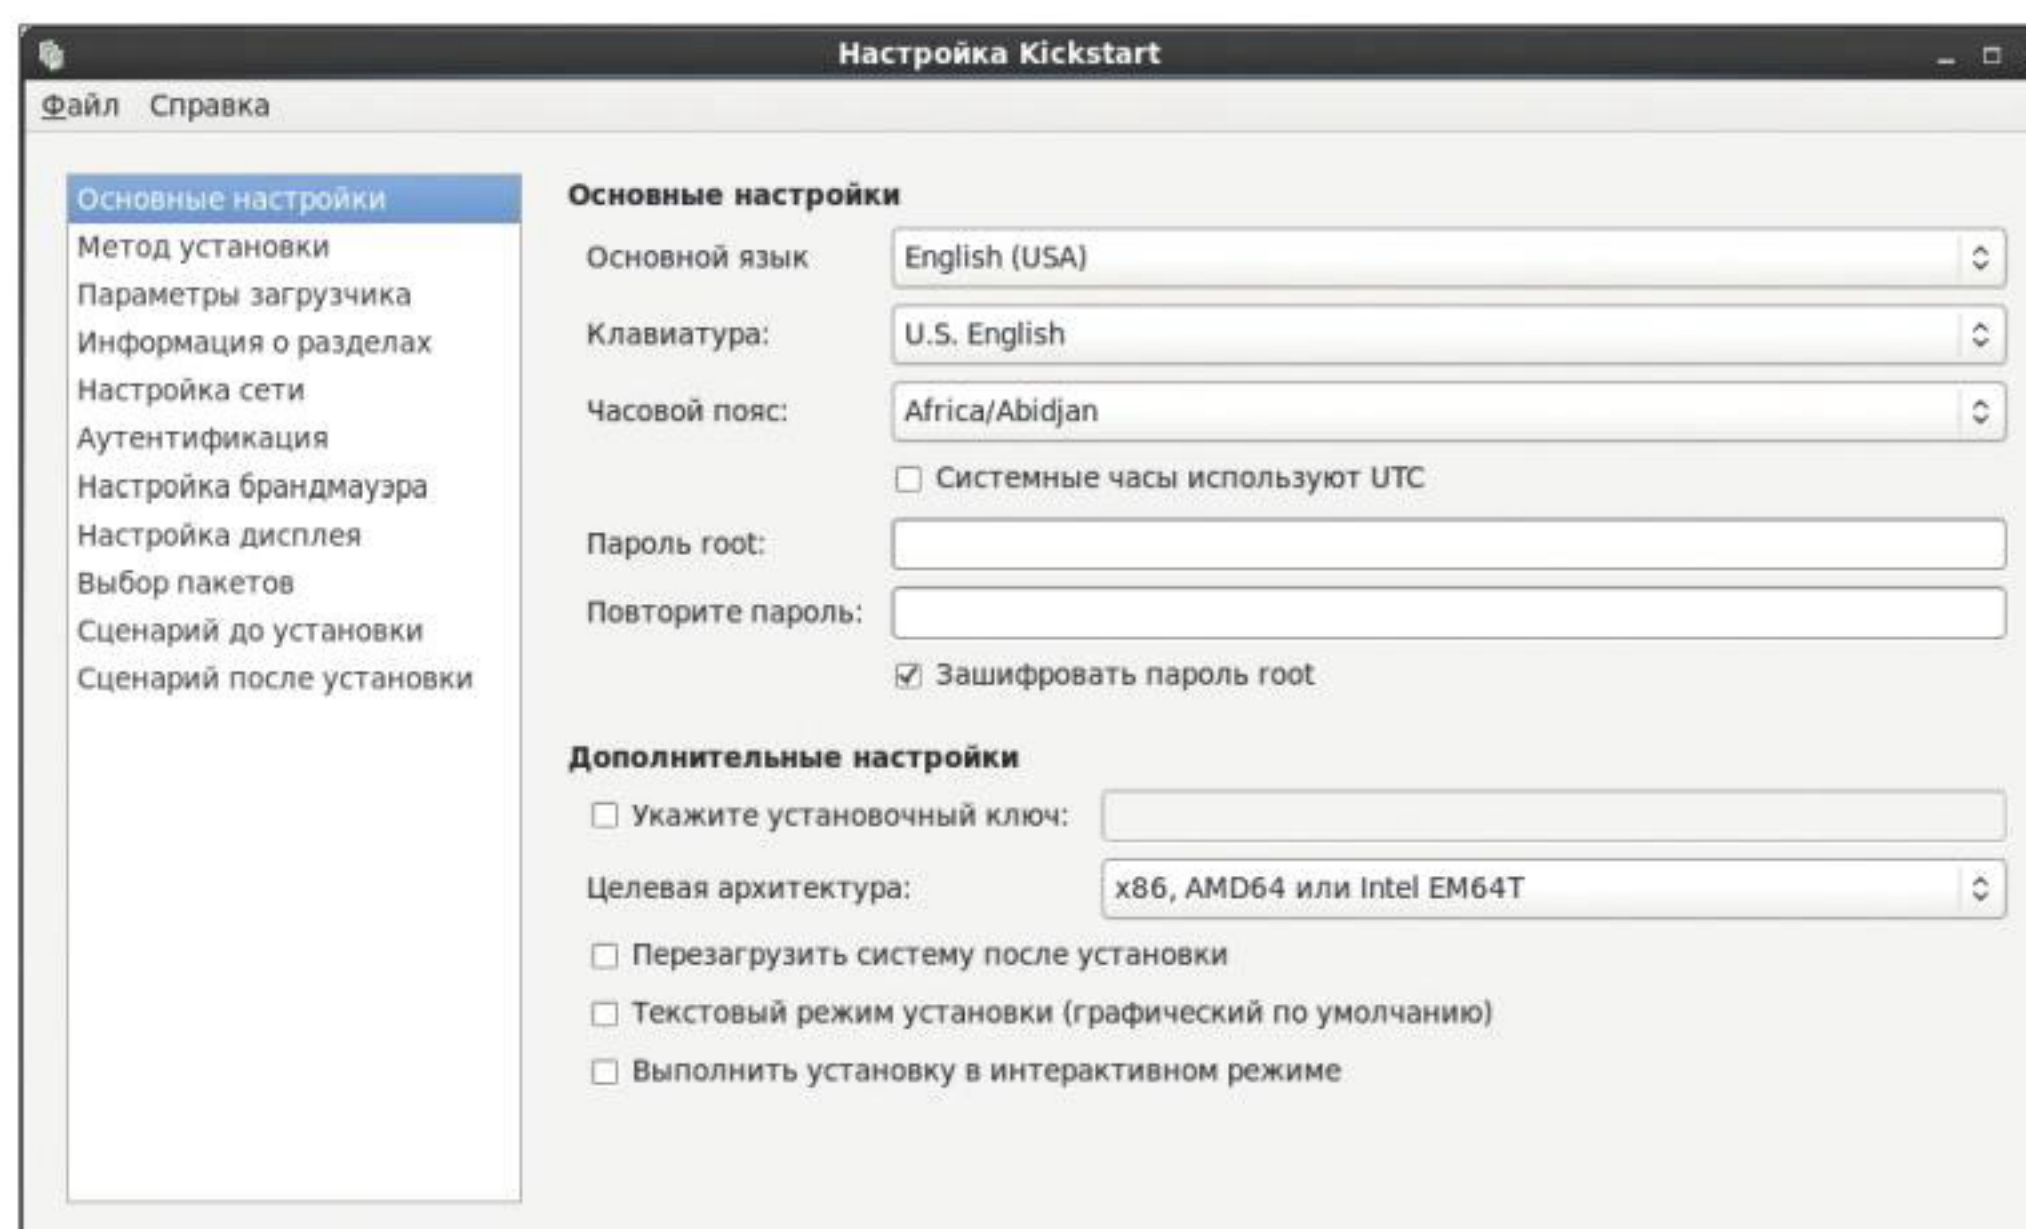 Настройка Kickstart
Файл Справка
Основные настройки
Метод установки
Параметры загрузчика
Информация о разделах
Настройка сети
Аутентификация
Настройка брандмауэра
Настройка дисплея
Выбор пакетов
Сценарий до установки
Сценарий после установки
Основные настройки
Основной язык English (USA)
Клавиатура: U.S. English
Часовой пояс: Africa/Abidjan
Системные часы используют UTC
Пароль root:
Повторите пароль:
Зашифровать пароль root
Дополнительные настройки
Укажите установочный ключ:
Целевая архитектура: x86, AMD64 или Intel EM64T
Перезагрузить систему после установки
Текстовый режим установки (графический по умолчанию)
Выполнить установку в интерактивном режиме